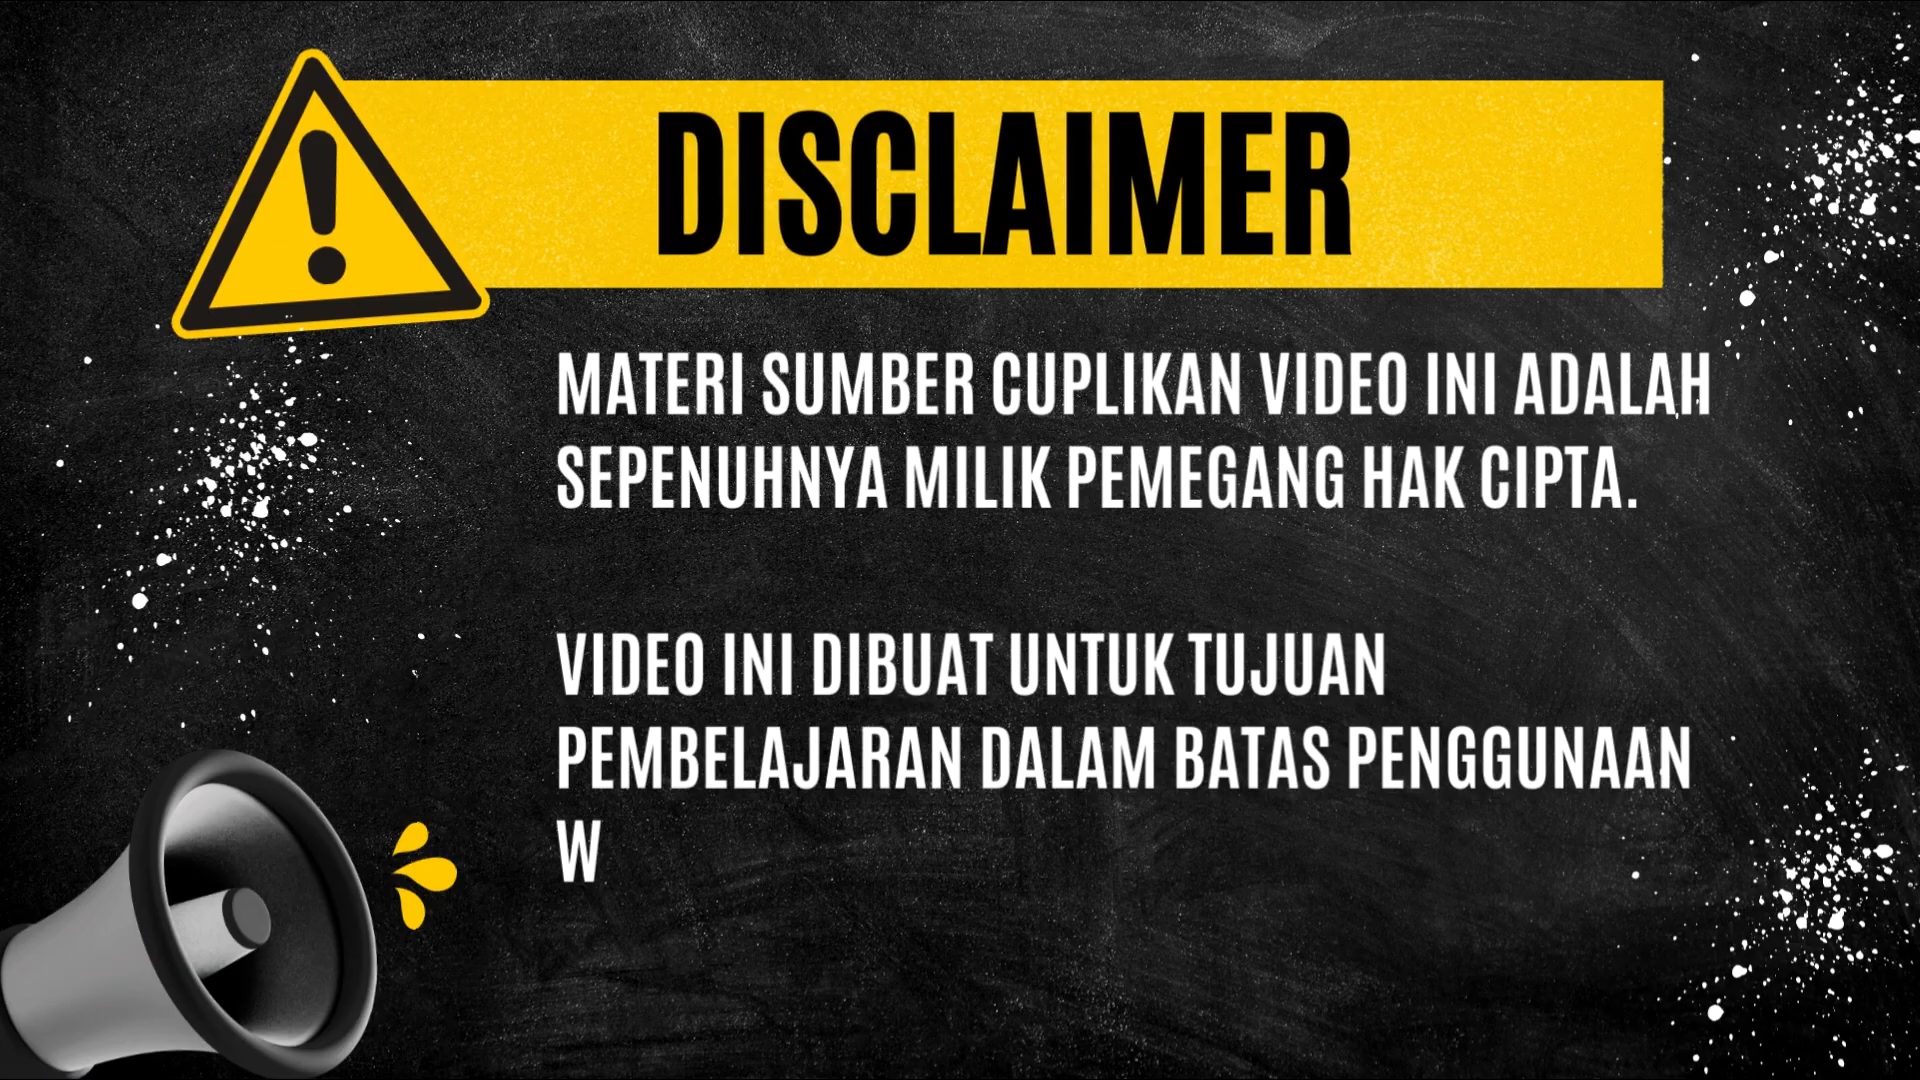 DISCLAIMER
MATERI SUMBER CUPLIKAN VIDEO INI ADALAH
SEPENUHNYA MILIK PEMEGANG HAK CIPTA.
VIDEO INI DIBUAT UNTUK TUJUAN
PEMBELAJARAN DALAM BATAS PENGGUNAAN
W